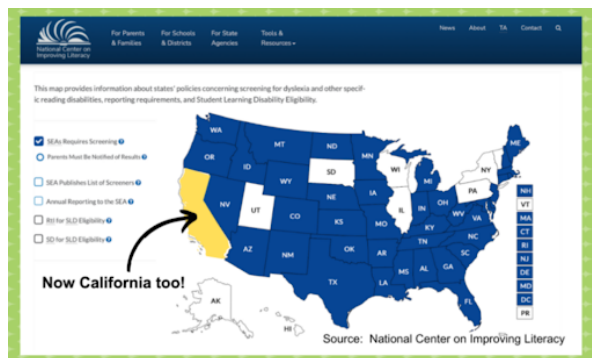 National Center on
Improving Literacy
For Parents
& Families
For Schools
& Districts
For State
Agencies
Tools &
Resources
News
About
TA
Contact
This map provides information about states' policies concerning screening for dyslexia and other specif-
ic reading disabilities, reporting requirements, and Student Learning Disability Eligibility.
SEAs Requires Screening
Parents Must Be Notified of Results
SEA Publishes List of Screeners
Annual Reporting to the SEA
RtI for SLD Eligibility
SD for SLD Eligibility
Now California too!
WA
OR
ID
MT
ND
MN
SD
WY
NE
IA
WI
MI
NY
ME
NV
UT
CO
KS
MO
IL
IN
OH
PA
WV
VA
KY
NC
TN
SC
AZ
NM
OK
AR
MS
AL
GA
TX
LA
FL
AK
HI
NH
VT
MA
CT
RI
NJ
DE
MD
DC
PR
Source: National Center on Improving Literacy